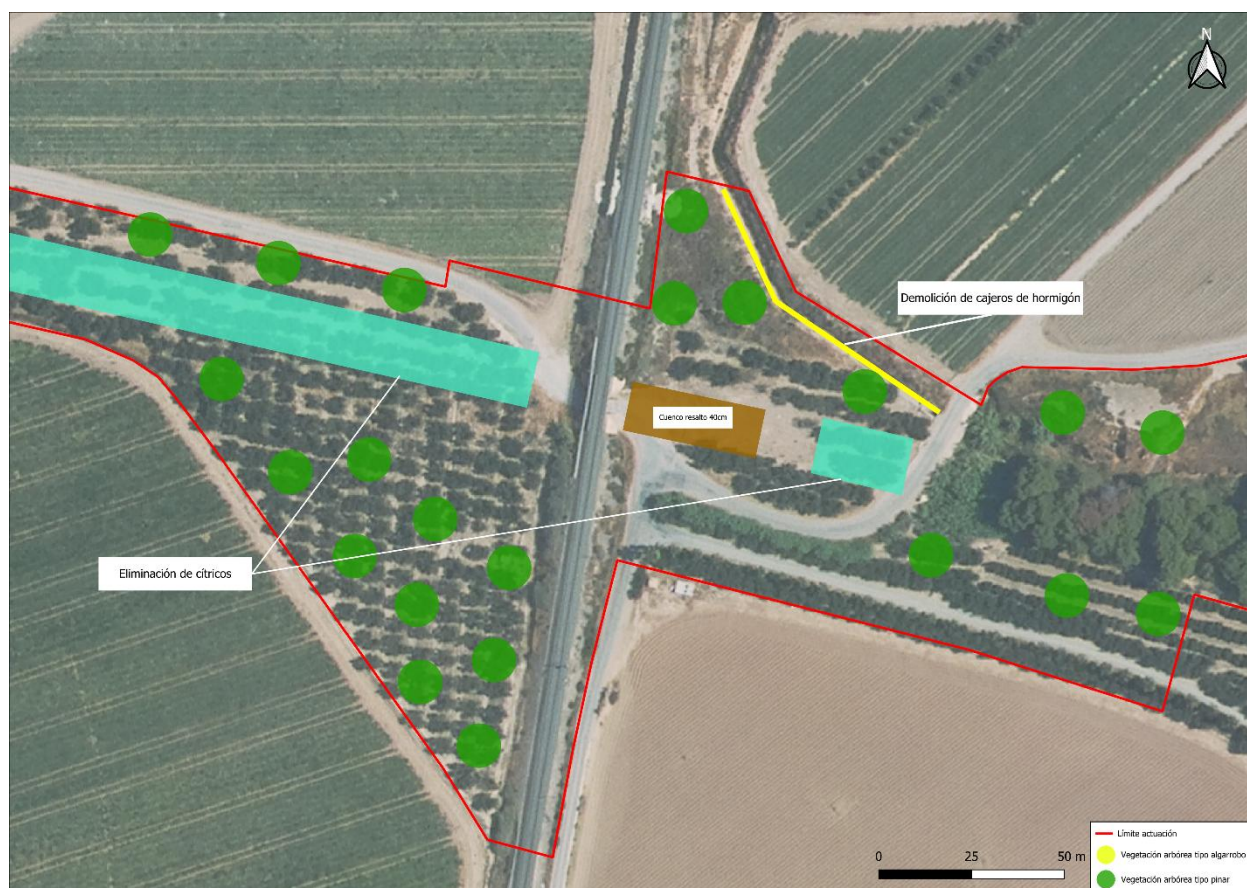 N
Demolición de cajeros de hormigón
Cuenco resalto 40cm
Eliminación de cítricos
0 25 50 m
Límite actuación
Vegetación arbórea tipo algarrobo
Vegetación arbórea tipo pinar